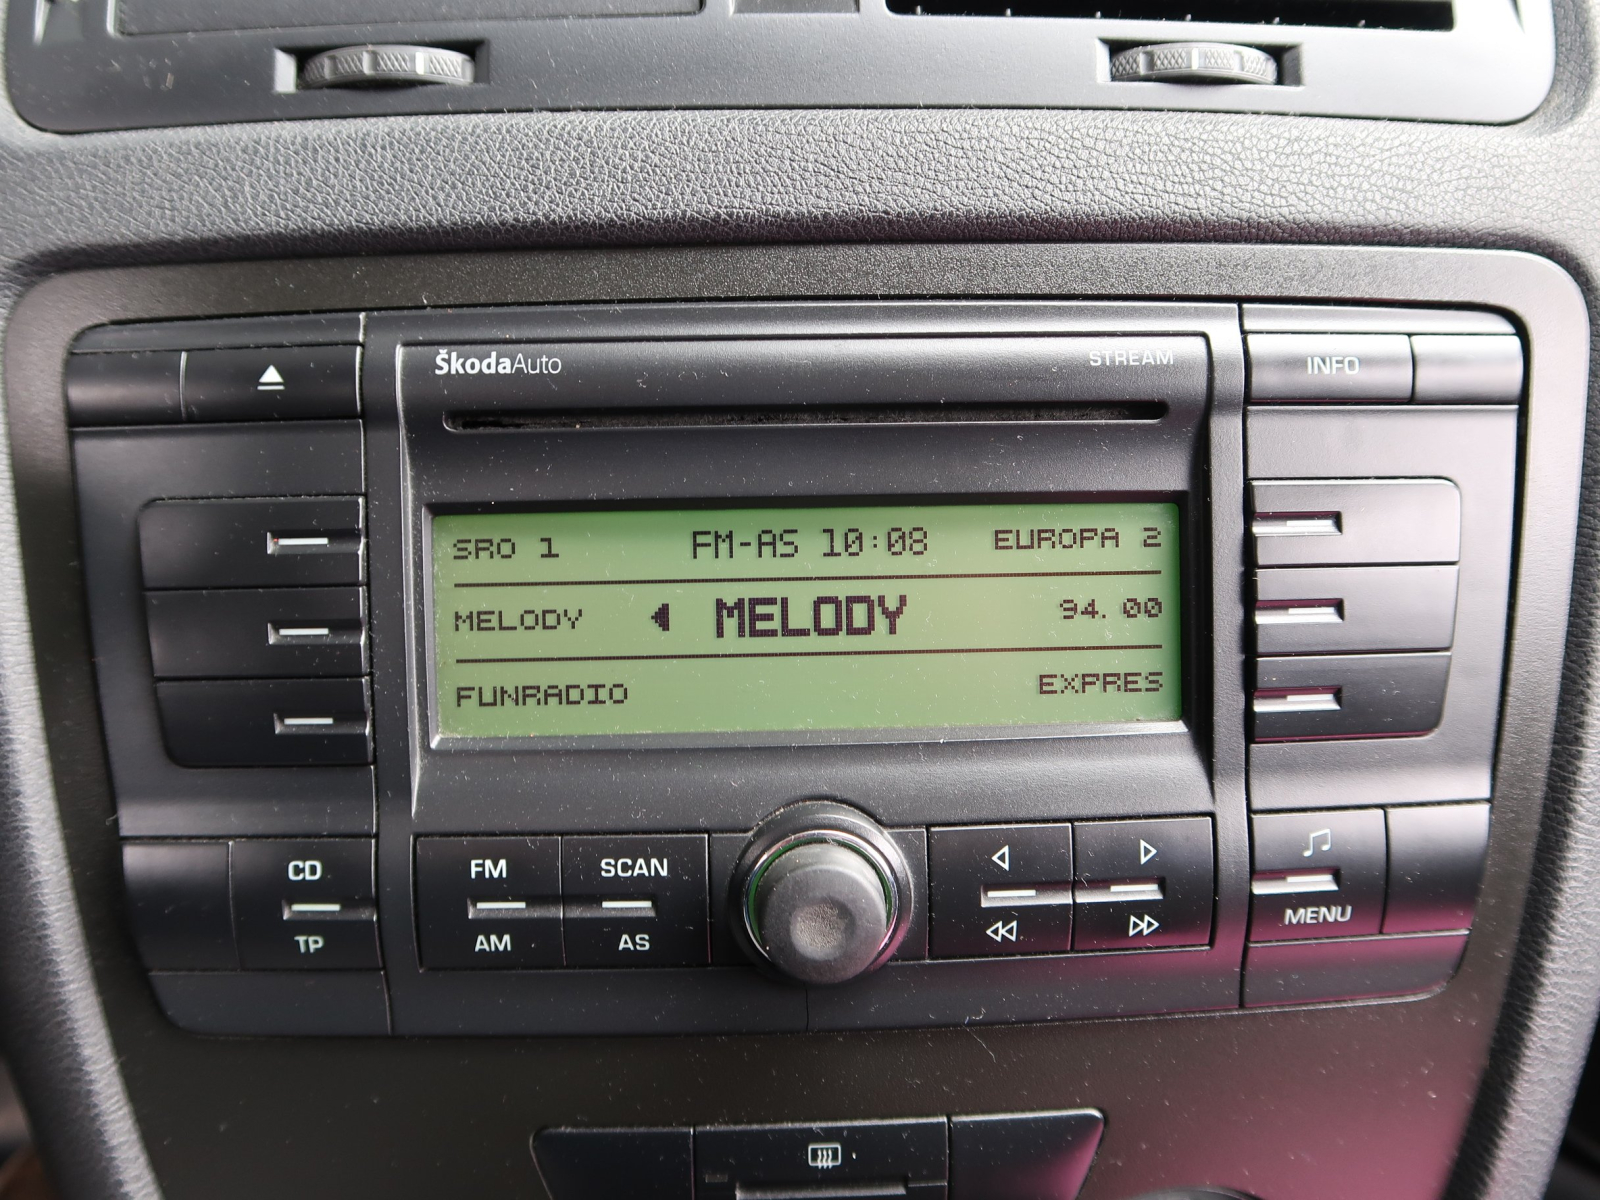 ŠkodaAuto STREAM
INFO
SRO 1 FM-AS 10:08 EUROPA 2
MELODY MELODY 94.00
FUNRADIO EXPRES
CD FM SCAN
TP AM AS MENU